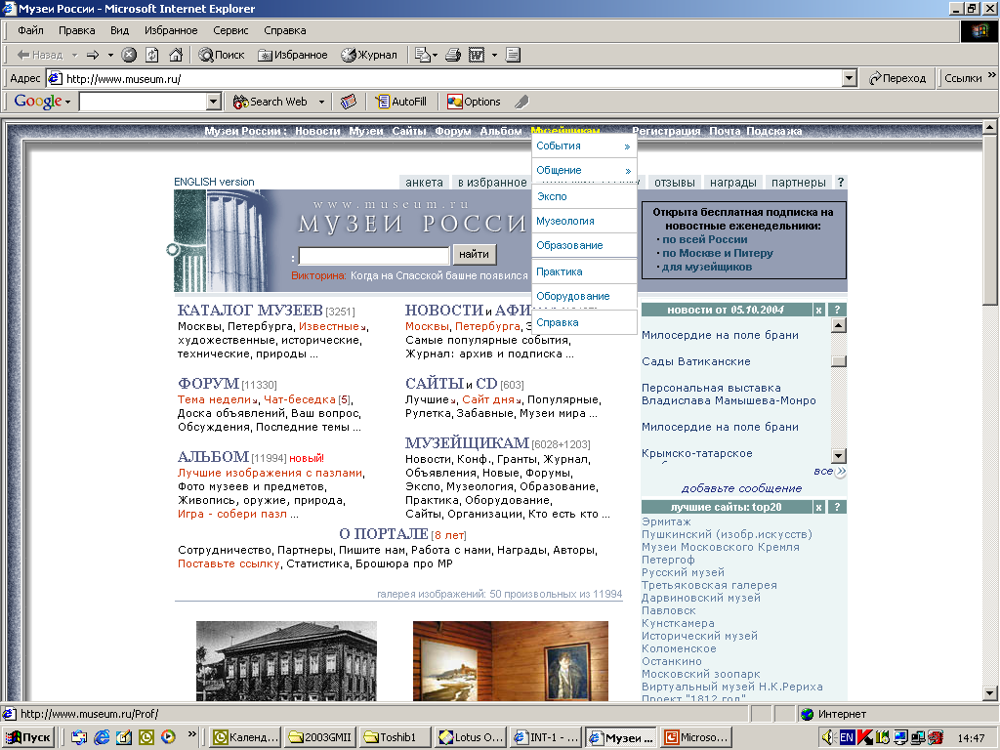 Музеи России - Microsoft Internet Explorer
Файл Правка Вид Избранное Сервис Справка
Назад Поиск Избранное Журнал
Адрес http://www.museum.ru/ Переход Ссылки »
Google Search Web AutoFill Options
Музеи России : Новости Музеи Сайты Форум Альбом Музейщикам Регистрация Почта Подсказка
События »
Общение »
Экспо
Музеология
Образование
Практика
Оборудование
Справка
ENGLISH version анкета в избранное отзывы награды партнеры ?
www.museum.ru
МУЗЕИ РОССИ
: найти
Викторина: Когда на Спасской башне появился
Открыта бесплатная подписка на
новостные еженедельники:
· по всей России
· по Москве и Питеру
· для музейщиков
КАТАЛОГ МУЗЕЕВ [3251]
Москвы, Петербурга, Известные,
художественные, исторические,
технические, природы ...
ФОРУМ [11330]
Тема недели, Чат-беседка [5],
Доска объявлений, Ваш вопрос,
Обсуждения, Последние темы ...
АЛЬБОМ [11994] новый!
Лучшие изображения с пазлами,
Фото музеев и предметов,
Живопись, оружие, природа,
Игра - собери пазл ...
НОВОСТИ и АФИ
Москвы, Петербурга,
Самые популярные события,
Журнал: архив и подписка ...
САЙТЫ и CD [603]
Лучшие, Сайт дня, Популярные,
Рулетка, Забавные, Музеи мира ...
МУЗЕЙЩИКАМ [6028+1203]
Новости, Конф., Гранты, Журнал,
Объявления, Новые, Форумы,
Экспо, Музеология, Образование,
Практика, Оборудование,
Сайты, Организации, Кто есть кто ...
О ПОРТАЛЕ [8 лет]
Сотрудничество, Партнеры, Пишите нам, Работа с нами, Награды, Авторы,
Поставьте ссылку, Статистика, Брошюра про МР
галерея изображений: 50 произвольных из 11994
новости от 05.10.2004 x ?
Милосердие на поле брани
Сады Ватиканские
Персональная выставка
Владислава Мамышева-Монро
Милосердие на поле брани
Крымско-татарское
все »
добавьте сообщение
лучшие сайты: top20 x ?
Эрмитаж
Пушкинский (изобр.искусств)
Музеи Московского Кремля
Петергоф
Русский музей
Третьяковская галерея
Дарвиновский музей
Павловск
Кунсткамера
Исторический музей
Коломенское
Останкино
Московский зоопарк
Виртуальный музей Н.К.Рериха
Проект "1812 год"
http://www.museum.ru/Prof/ Интернет
Пуск » Календ... 2003GMII Toshib1 Lotus O... INT-1 - ... Музеи ... Microso... EN 14:47